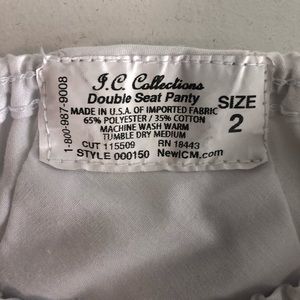 I.C. Collections
Double Seat Panty
MADE IN U.S.A. OF IMPORTED FABRIC
65% POLYESTER / 35% COTTON
MACHINE WASH WARM
TUMBLE DRY MEDIUM
CUT 115509 RN 18443
STYLE 000150 NewICM.com
SIZE
2
1-800-987-9008